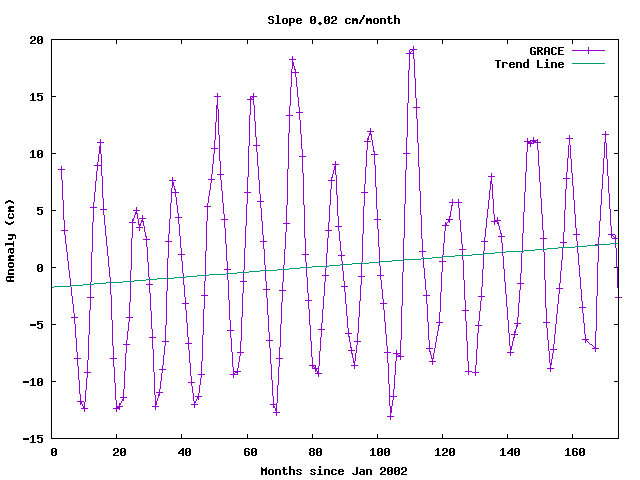 Slope 0.02 cm/month
GRACE
Trend Line
20
15
10
5
0
-5
-10
-15
Anomaly (cm)
0 20 40 60 80 100 120 140 160
Months since Jan 2002